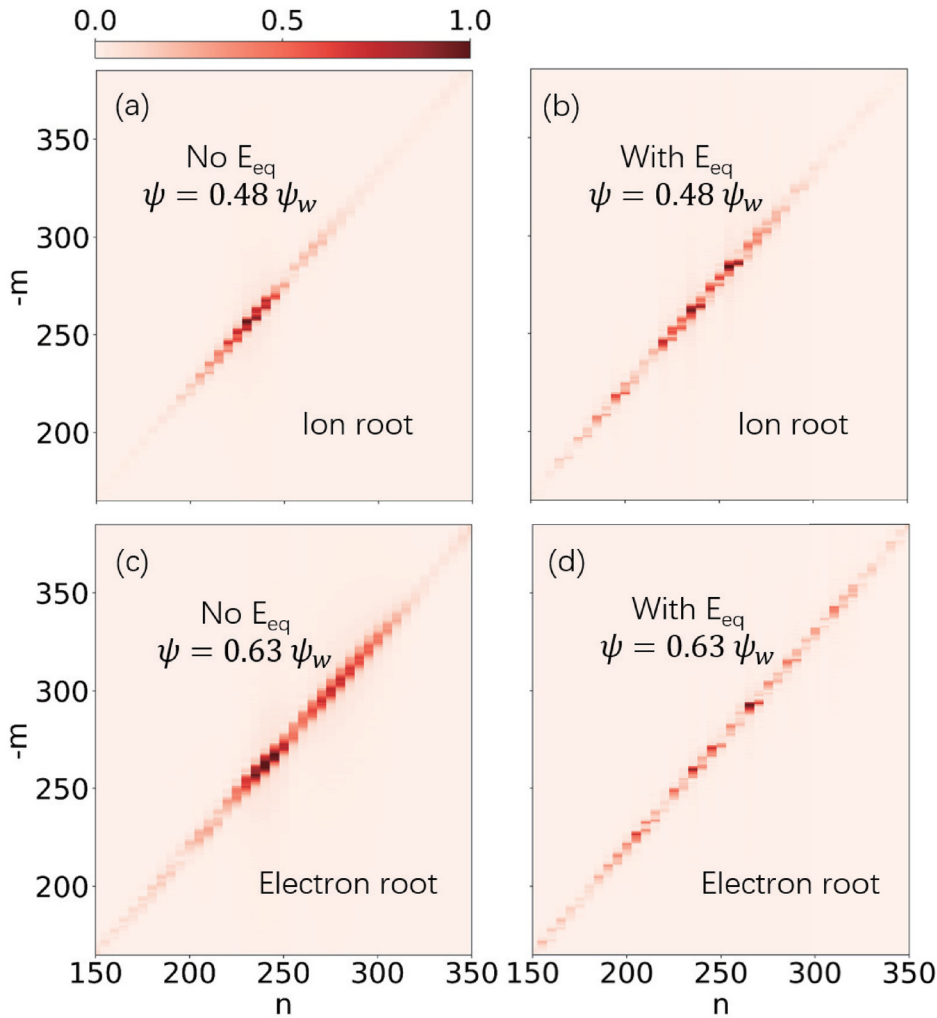 0.0 0.5 1.0
(a)
No E_eq
ψ = 0.48 ψ_w
Ion root
350
300
250
200
-m
(b)
With E_eq
ψ = 0.48 ψ_w
Ion root
(c)
No E_eq
ψ = 0.63 ψ_w
Electron root
350
300
250
200
-m
150 200 250 300 350
n
(d)
With E_eq
ψ = 0.63 ψ_w
Electron root
150 200 250 300 350
n